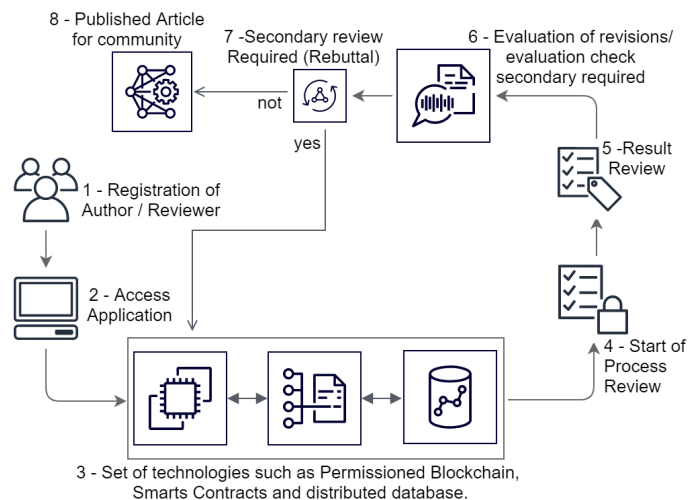 8 - Published Article
for community
7 -Secondary review
Required (Rebuttal)
6 - Evaluation of revisions/
evaluation check
secondary required
not
yes
5 -Result
Review
1 - Registration of
Author / Reviewer
2 - Access
Application
4 - Start of
Process
Review
3 - Set of technologies such as Permissioned Blockchain,
Smarts Contracts and distributed database.